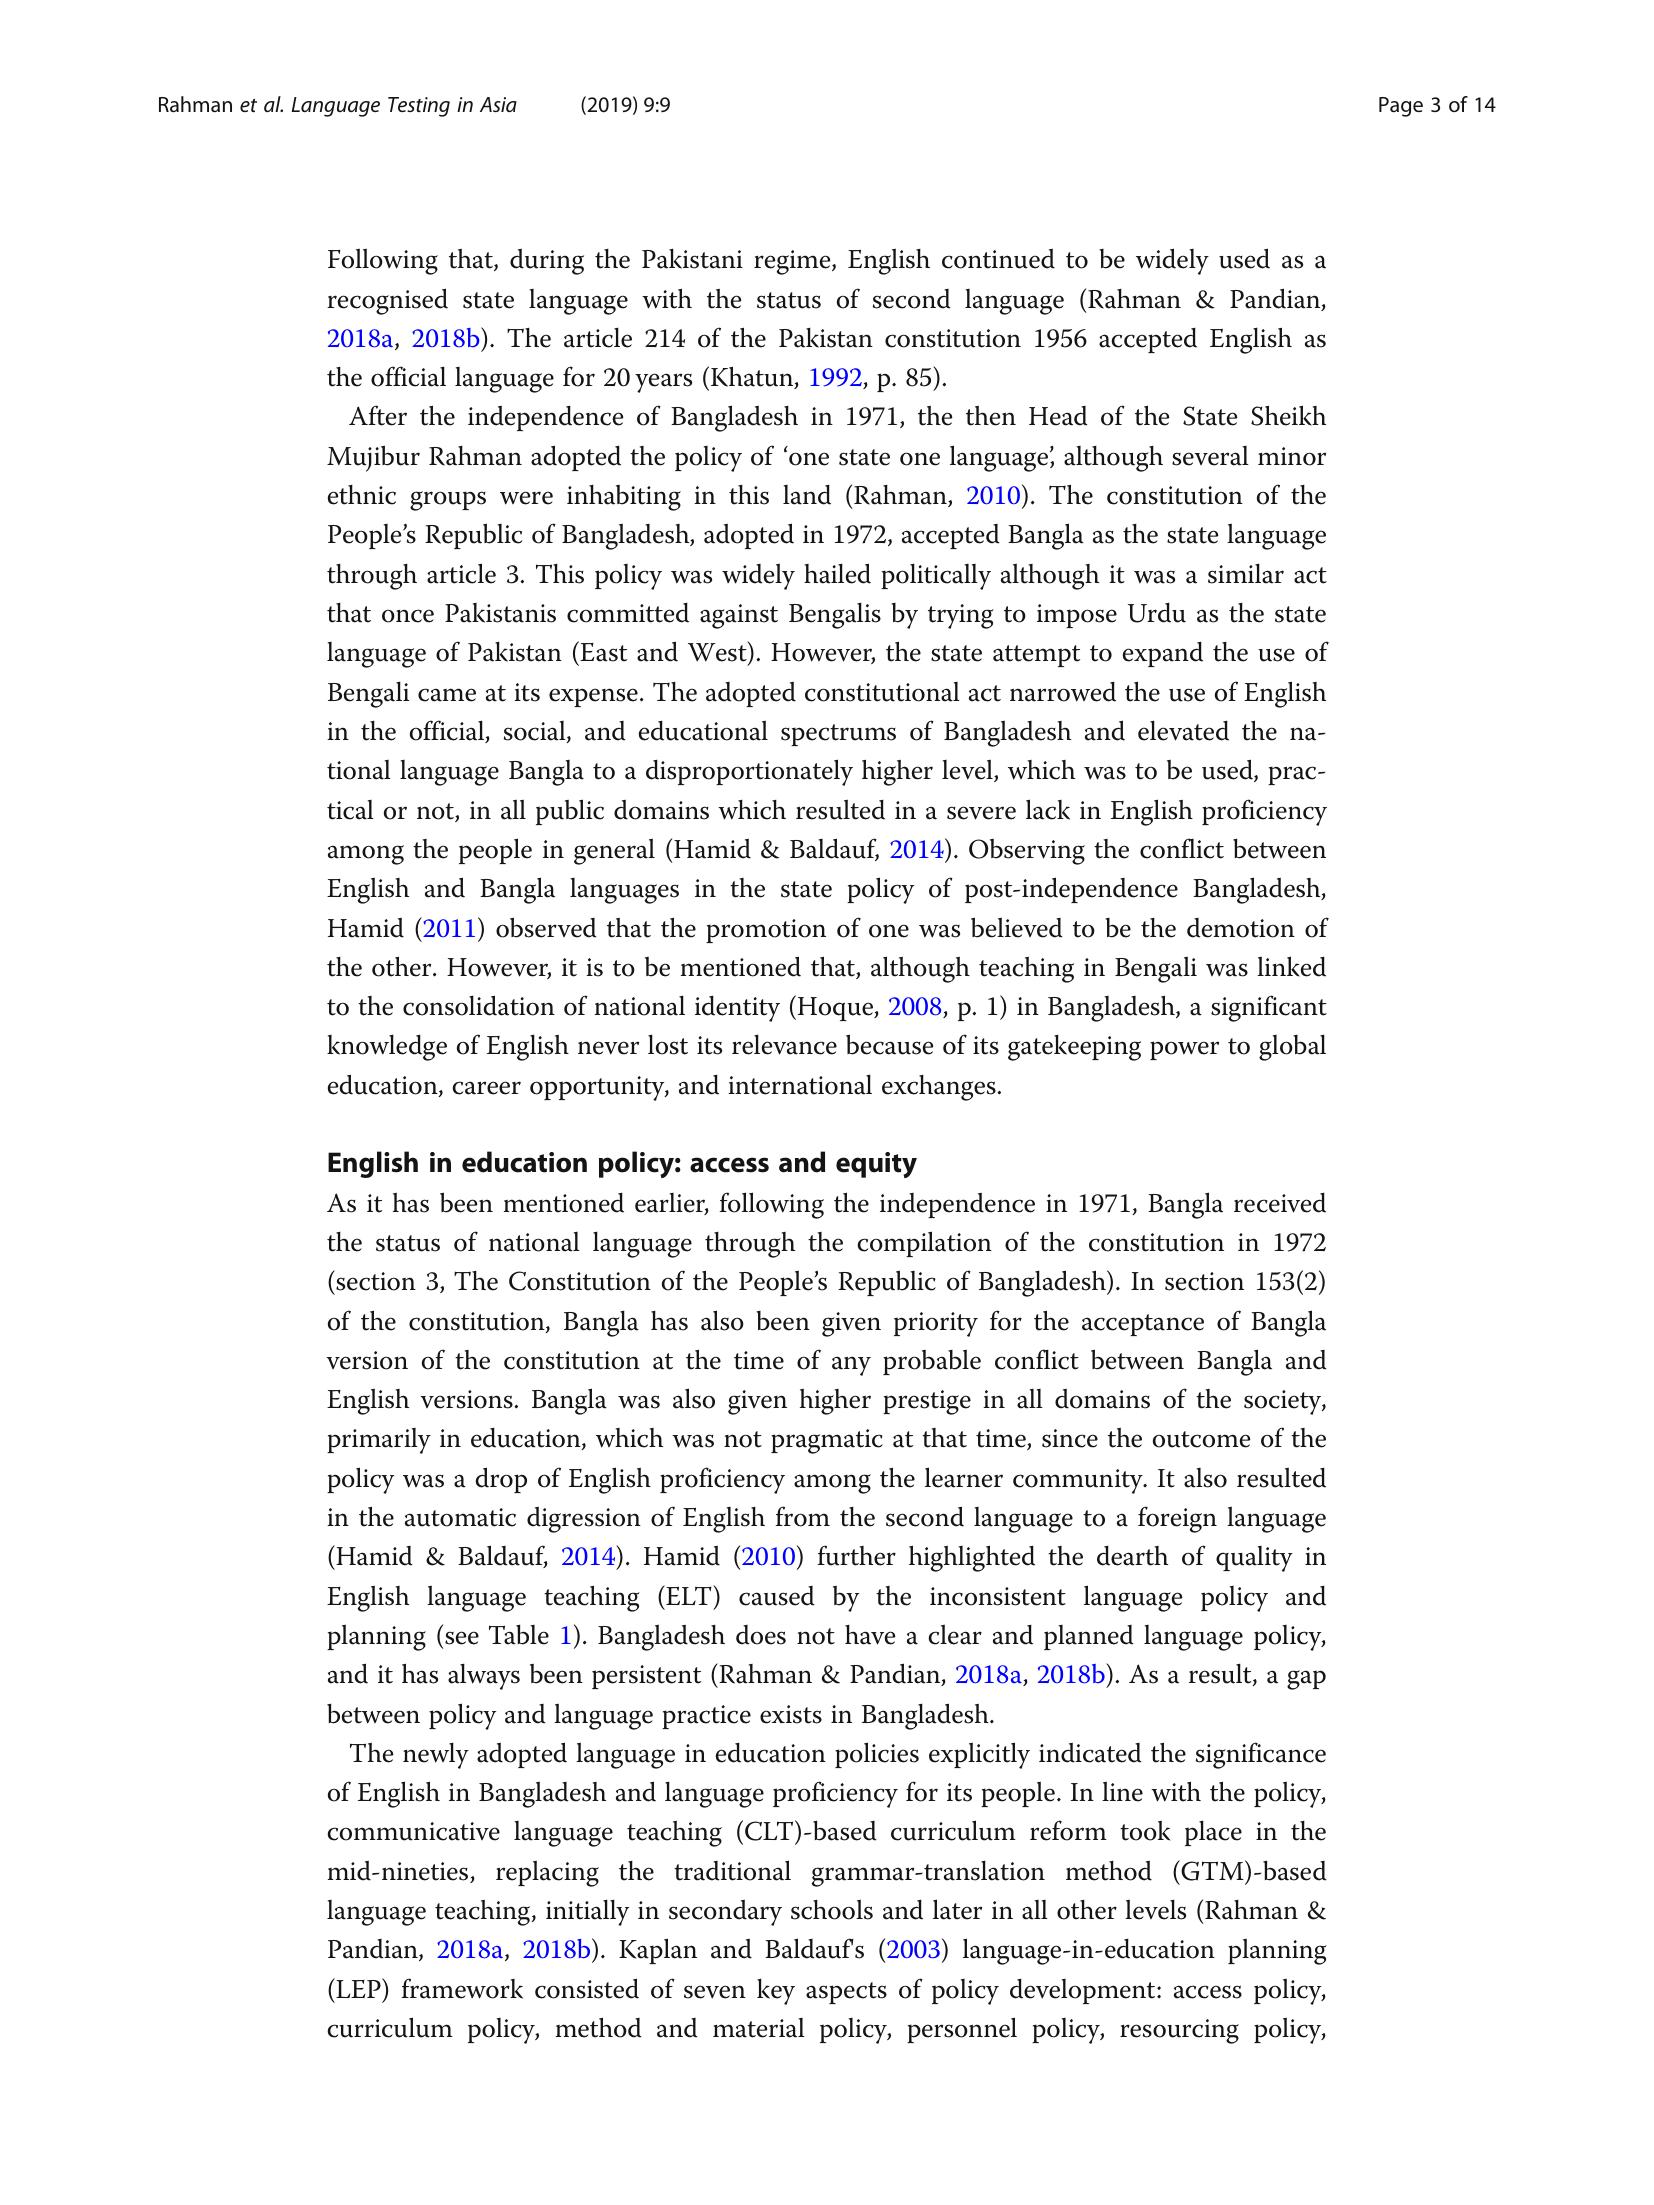 Rahman et al. Language Testing in Asia (2019) 9:9 Page 3 of 14
Following that, during the Pakistani regime, English continued to be widely used as a
recognised state language with the status of second language (Rahman & Pandian,
2018a, 2018b). The article 214 of the Pakistan constitution 1956 accepted English as
the official language for 20 years (Khatun, 1992, p. 85).
After the independence of Bangladesh in 1971, the then Head of the State Sheikh
Mujibur Rahman adopted the policy of ‘one state one language’, although several minor
ethnic groups were inhabiting in this land (Rahman, 2010). The constitution of the
People’s Republic of Bangladesh, adopted in 1972, accepted Bangla as the state language
through article 3. This policy was widely hailed politically although it was a similar act
that once Pakistanis committed against Bengalis by trying to impose Urdu as the state
language of Pakistan (East and West). However, the state attempt to expand the use of
Bengali came at its expense. The adopted constitutional act narrowed the use of English
in the official, social, and educational spectrums of Bangladesh and elevated the na-
tional language Bangla to a disproportionately higher level, which was to be used, prac-
tical or not, in all public domains which resulted in a severe lack in English proficiency
among the people in general (Hamid & Baldauf, 2014). Observing the conflict between
English and Bangla languages in the state policy of post-independence Bangladesh,
Hamid (2011) observed that the promotion of one was believed to be the demotion of
the other. However, it is to be mentioned that, although teaching in Bengali was linked
to the consolidation of national identity (Hoque, 2008, p. 1) in Bangladesh, a significant
knowledge of English never lost its relevance because of its gatekeeping power to global
education, career opportunity, and international exchanges.
English in education policy: access and equity
As it has been mentioned earlier, following the independence in 1971, Bangla received
the status of national language through the compilation of the constitution in 1972
(section 3, The Constitution of the People’s Republic of Bangladesh). In section 153(2)
of the constitution, Bangla has also been given priority for the acceptance of Bangla
version of the constitution at the time of any probable conflict between Bangla and
English versions. Bangla was also given higher prestige in all domains of the society,
primarily in education, which was not pragmatic at that time, since the outcome of the
policy was a drop of English proficiency among the learner community. It also resulted
in the automatic digression of English from the second language to a foreign language
(Hamid & Baldauf, 2014). Hamid (2010) further highlighted the dearth of quality in
English language teaching (ELT) caused by the inconsistent language policy and
planning (see Table 1). Bangladesh does not have a clear and planned language policy,
and it has always been persistent (Rahman & Pandian, 2018a, 2018b). As a result, a gap
between policy and language practice exists in Bangladesh.
The newly adopted language in education policies explicitly indicated the significance
of English in Bangladesh and language proficiency for its people. In line with the policy,
communicative language teaching (CLT)-based curriculum reform took place in the
mid-nineties, replacing the traditional grammar-translation method (GTM)-based
language teaching, initially in secondary schools and later in all other levels (Rahman &
Pandian, 2018a, 2018b). Kaplan and Baldauf's (2003) language-in-education planning
(LEP) framework consisted of seven key aspects of policy development: access policy,
curriculum policy, method and material policy, personnel policy, resourcing policy,